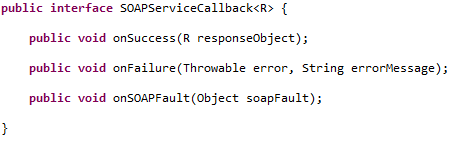 public interface SOAPServiceCallback<R> {
public void onSuccess(R responseObject);
public void onFailure(Throwable error, String errorMessage);
public void onSOAPFault(Object soapFault);
}